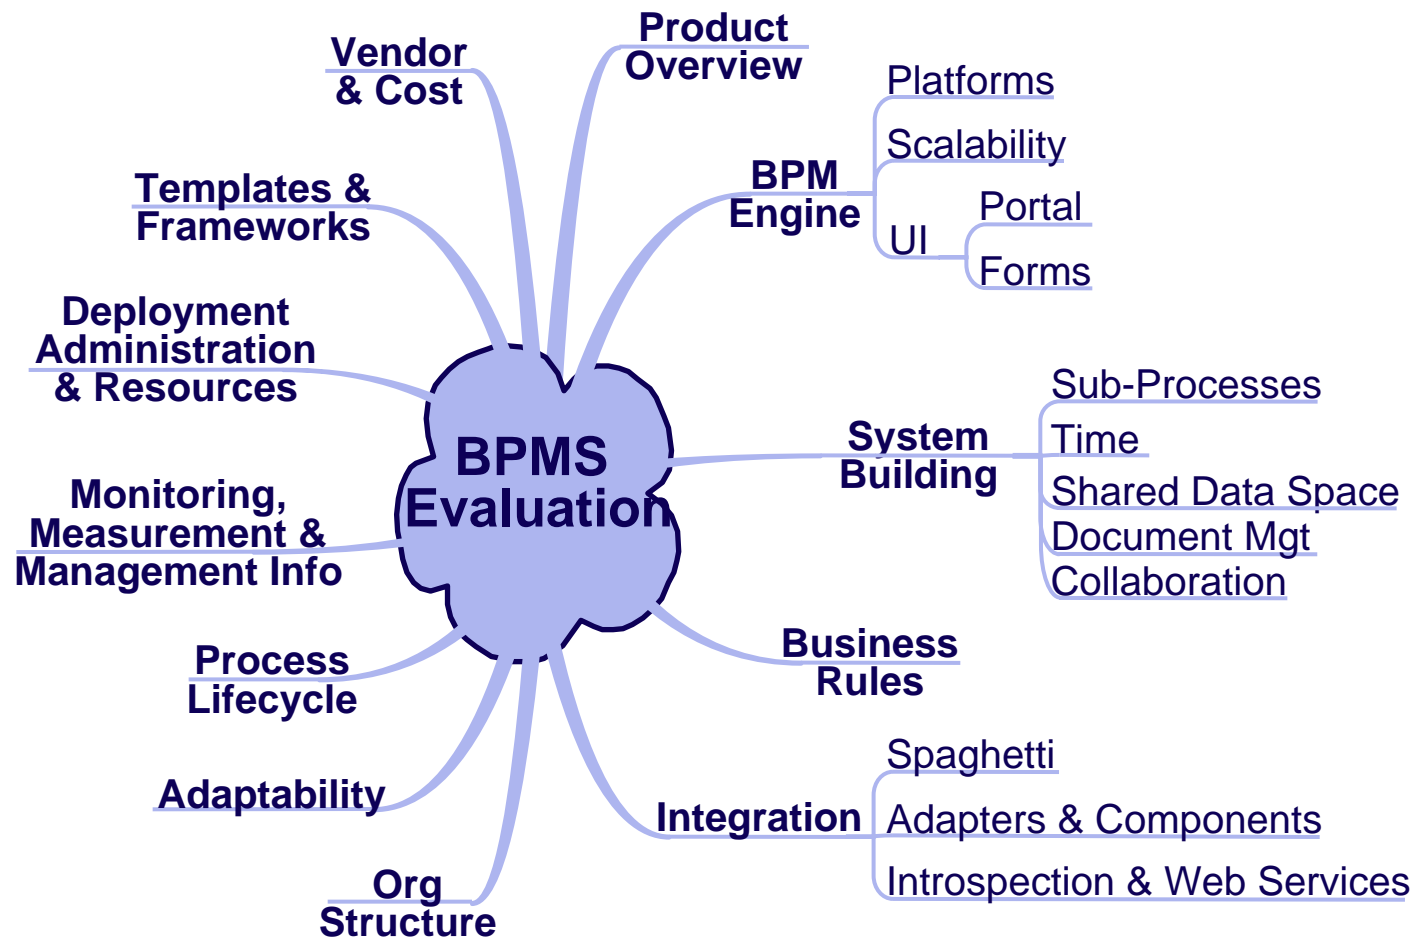 Product
Overview
Vendor
& Cost
Platforms
Scalability
BPM
Engine
Portal
UI
Forms
Templates &
Frameworks
Deployment
Administration
& Resources
Sub-Processes
System
Building
Time
Shared Data Space
Document Mgt
Collaboration
BPMS
Evaluation
Monitoring,
Measurement &
Management Info
Business
Rules
Process
Lifecycle
Spaghetti
Integration
Adapters & Components
Introspection & Web Services
Adaptability
Org
Structure